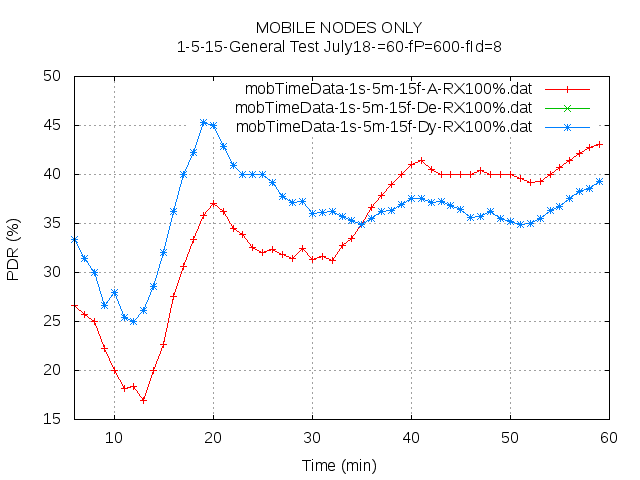 MOBILE NODES ONLY
1-5-15-General Test July18-=60-fP=600-fId=8
mobTimeData-1s-5m-15f-A-RX100%.dat
mobTimeData-1s-5m-15f-De-RX100%.dat
mobTimeData-1s-5m-15f-Dy-RX100%.dat
50
45
40
35
30
25
20
15
PDR (%)
10 20 30 40 50 60
Time (min)